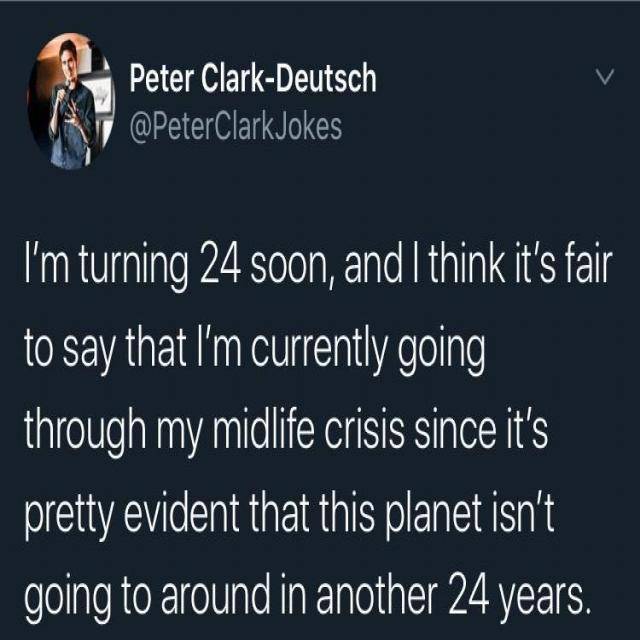 Peter Clark-Deutsch
@PeterClarkJokes
I'm turning 24 soon, and I think it's fair
to say that I'm currently going
through my midlife crisis since it's
pretty evident that this planet isn't
going to around in another 24 years.